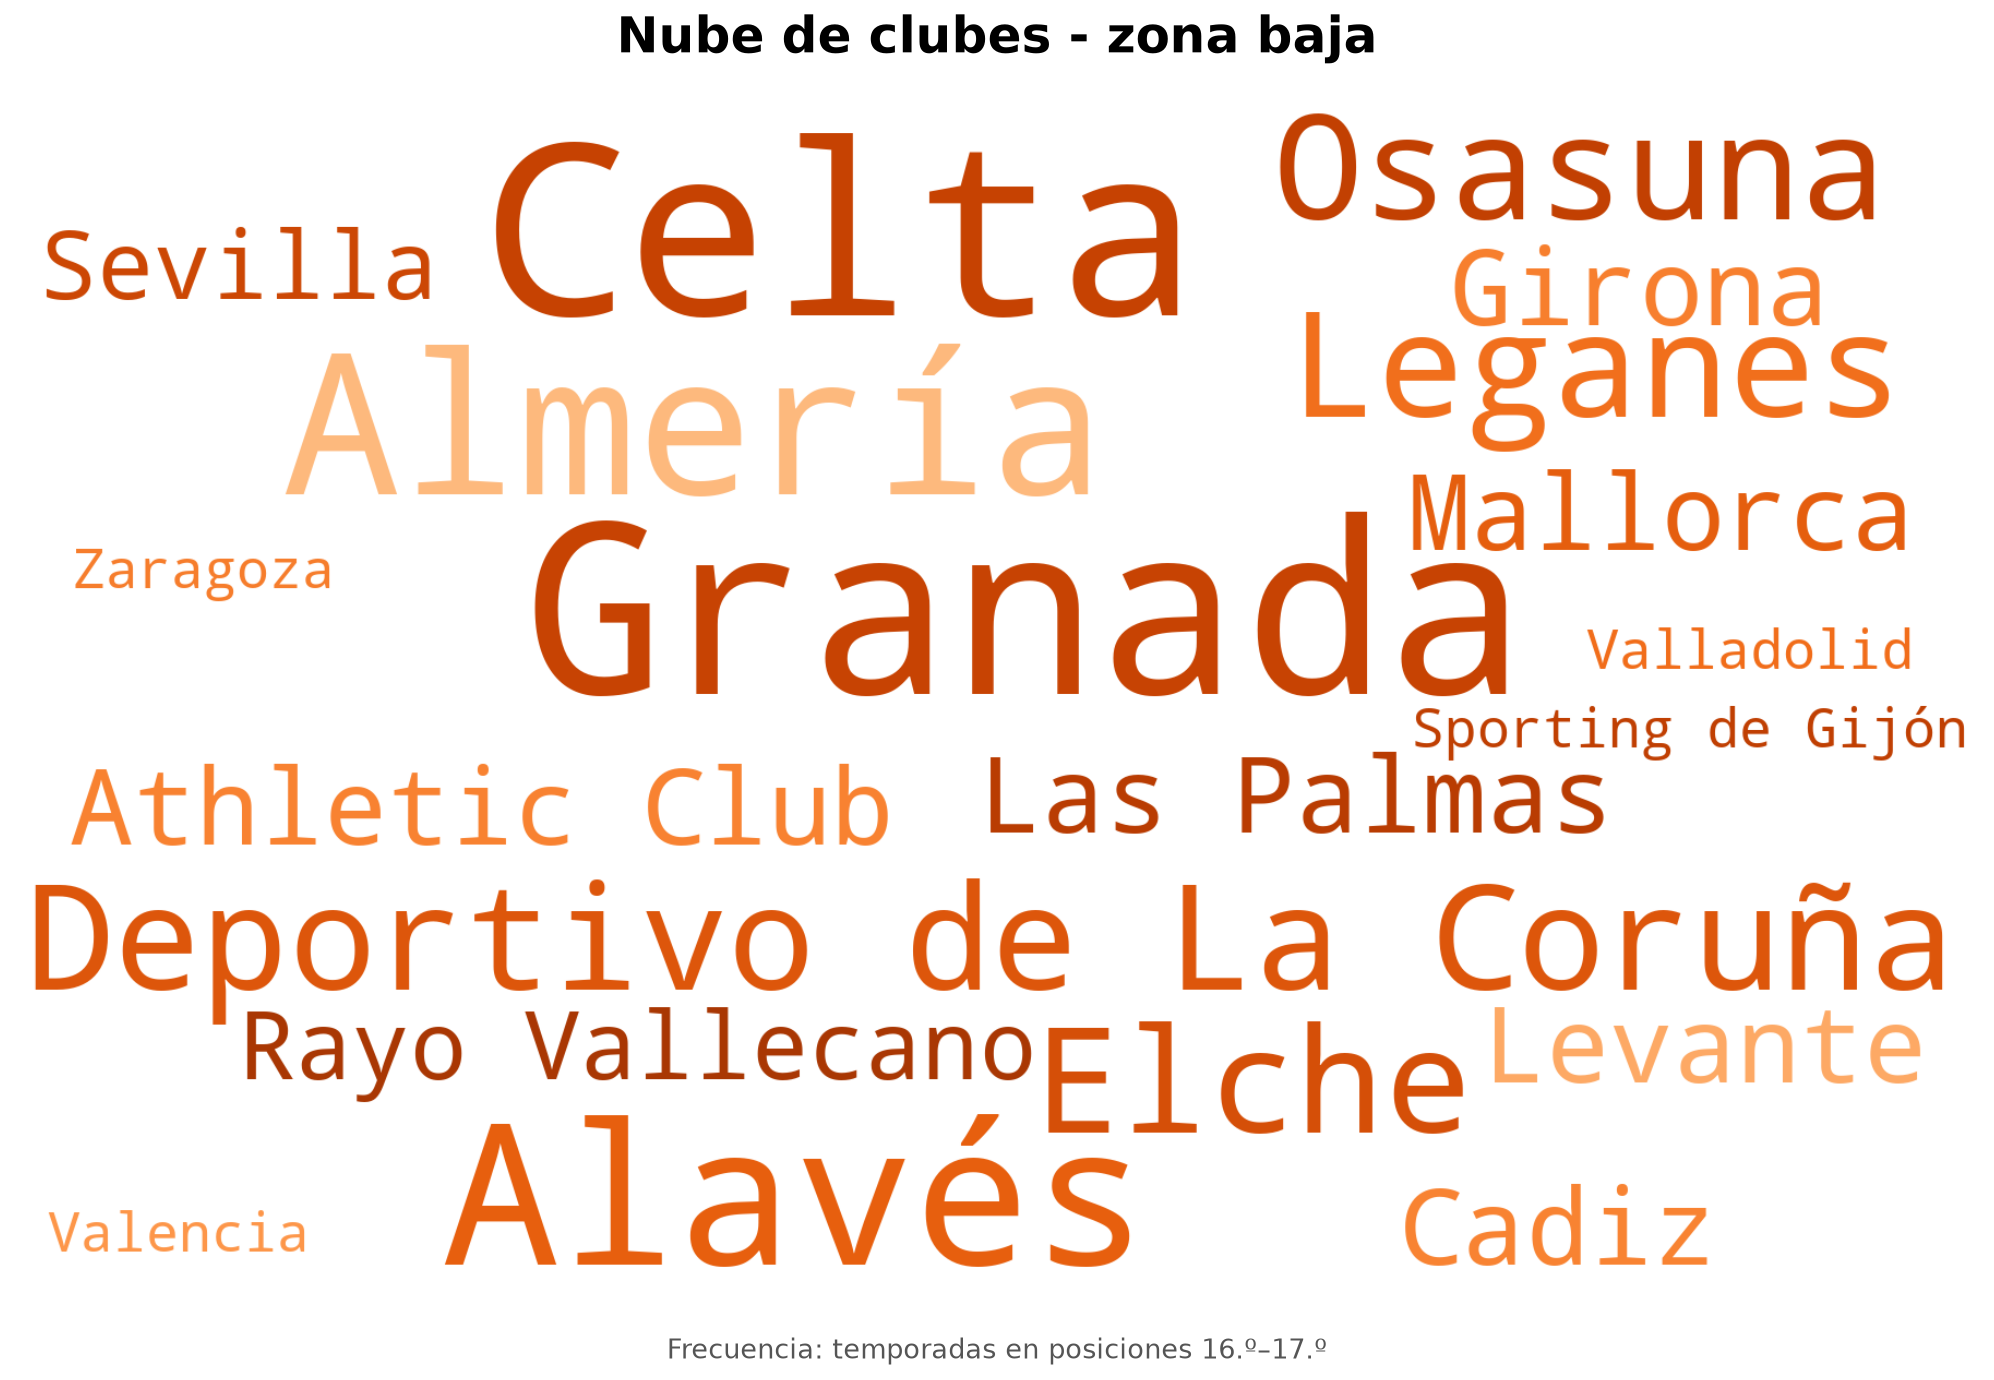 Nube de clubes - zona baja
Celta
Osasuna
Sevilla
Girona
Almería
Leganes
Mallorca
Granada
Zaragoza
Valladolid
Sporting de Gijón
Athletic Club
Las Palmas
Deportivo de La Coruña
Rayo Vallecano
Elche
Levante
Alavés
Valencia
Cadiz
Frecuencia: temporadas en posiciones 16.º–17.º